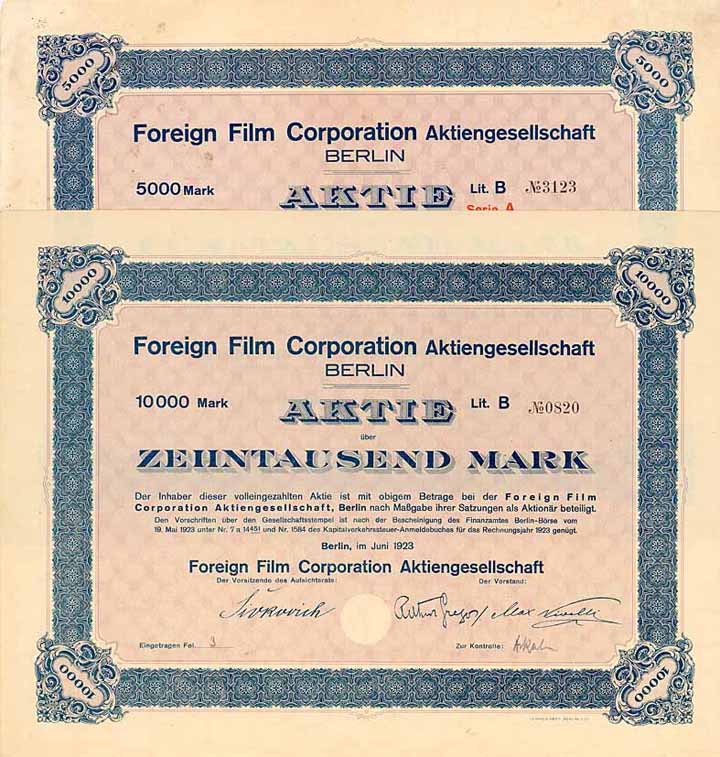 5000 5000
Foreign Film Corporation Aktiengesellschaft
BERLIN
5000 Mark AKTIE Lit. B №3123
Serie A
10000 10000
Foreign Film Corporation Aktiengesellschaft
BERLIN
10000 Mark AKTIE Lit. B №0820
über
ZEHNTAUSEND MARK
Der Inhaber dieser volleingezahlten Aktie ist mit obigem Betrage bei der Foreign Film
Corporation Aktiengesellschaft, Berlin nach Maßgabe ihrer Satzungen als Aktionär beteiligt.
Den Vorschriften über den Gesellschaftsstempel ist nach der Bescheinigung des Finanzamtes Berlin-Börse vom
19. Mai 1923 unter Nr. 7a 1445I und Nr. 1584 des Kapitalverkehrssteuer-Anmeldebuches für das Rechnungsjahr 1923 genügt.
Berlin, im Juni 1923
Foreign Film Corporation Aktiengesellschaft
Der Vorsitzende des Aufsichtsrats: Der Vorstand:
Eingetragen Fol. 3 Zur Kontrolle:
10000 10000